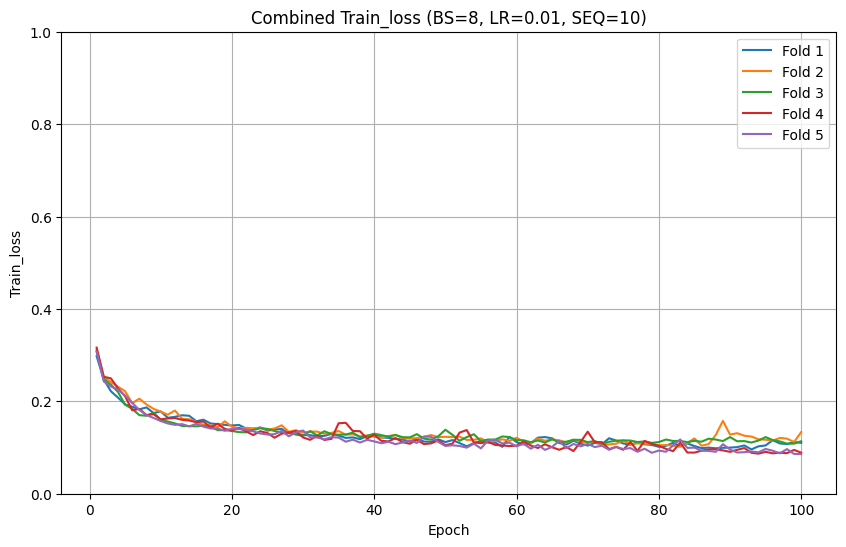 Combined Train_loss (BS=8, LR=0.01, SEQ=10)
1.0
0.8
0.6
0.4
0.2
0.0
Train_loss
0
20
40
60
80
100
Epoch
Fold 1
Fold 2
Fold 3
Fold 4
Fold 5